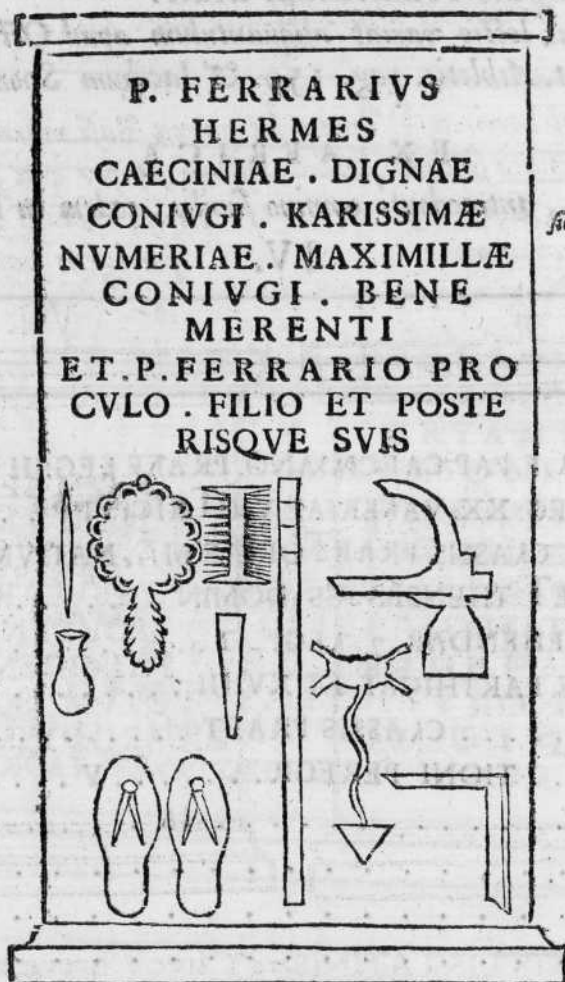 P. FERRARIVS
HERMES
CAECINIAE . DIGNAE
CONIVGI . KARISSIMÆ
NVMERIAE . MAXIMILLÆ
CONIVGI . BENE
MERENTI
ET . P. FERRARIO PRO
CVLO . FILIO ET POSTE
RISQVE SVIS